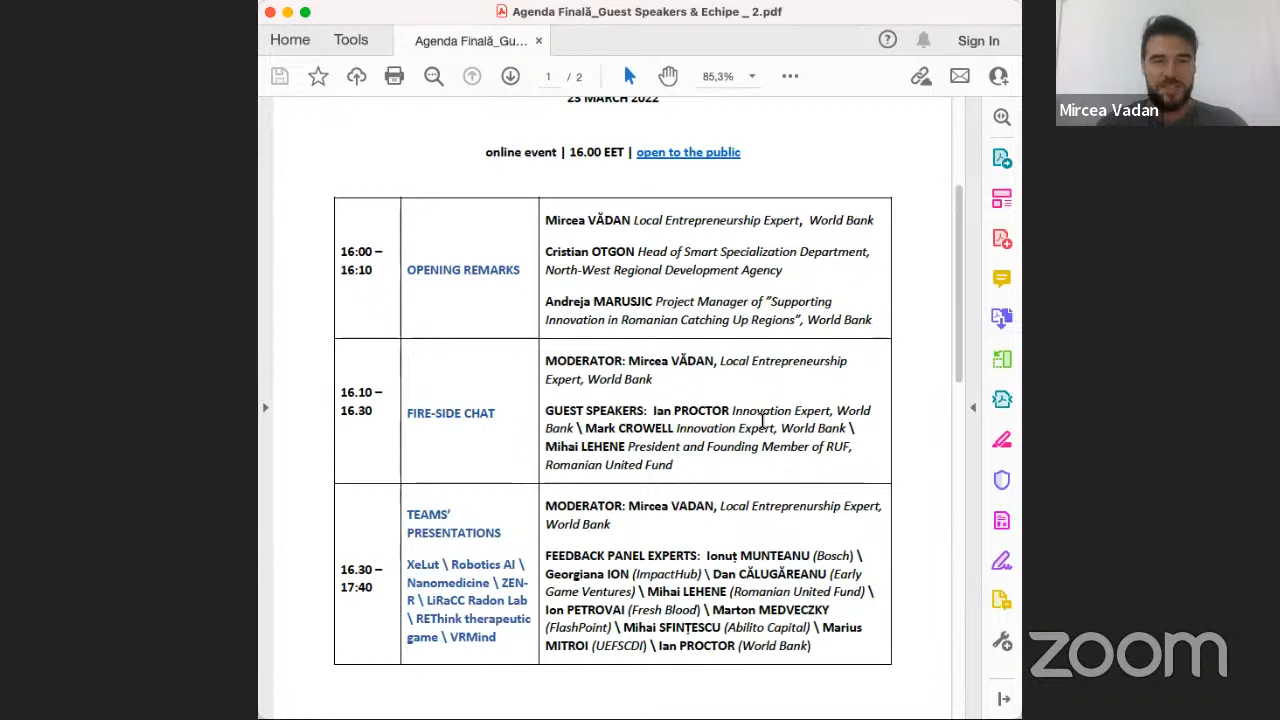 Agenda Finală_Guest Speakers & Echipe _ 2.pdf
Home
Tools
Agenda Finală_Gu... ×
Sign In
1 / 2
85,3%
25 MARCH 2022
online event | 16.00 EET | open to the public
16:00 –
16:10
OPENING REMARKS
Mircea VĂDAN Local Entrepreneurship Expert, World Bank
Cristian OTGON Head of Smart Specialization Department,
North-West Regional Development Agency
Andreja MARUSJIC Project Manager of ”Supporting
Innovation in Romanian Catching Up Regions”, World Bank
16.10 –
16.30
FIRE-SIDE CHAT
MODERATOR: Mircea VĂDAN, Local Entrepreneurship
Expert, World Bank
GUEST SPEAKERS: Ian PROCTOR Innovation Expert, World
Bank \ Mark CROWELL Innovation Expert, World Bank \
Mihai LEHENE President and Founding Member of RUF,
Romanian United Fund
16.30 –
17:40
TEAMS’
PRESENTATIONS
XeLut \ Robotics AI \
Nanomedicine \ ZEN-
R \ LiRaCC Radon Lab
\ REThink therapeutic
game \ VRMind
MODERATOR: Mircea VADAN, Local Entreprenurship Expert,
World Bank
FEEDBACK PANEL EXPERTS: Ionuț MUNTEANU (Bosch) \
Georgiana ION (ImpactHub) \ Dan CĂLUGĂREANU (Early
Game Ventures) \ Mihai LEHENE (Romanian United Fund) \
Ion PETROVAI (Fresh Blood) \ Marton MEDVECZKY
(FlashPoint) \ Mihai SFINȚESCU (Abilito Capital) \ Marius
MITROI (UEFSCDI) \ Ian PROCTOR (World Bank)
Mircea Vadan
zoom